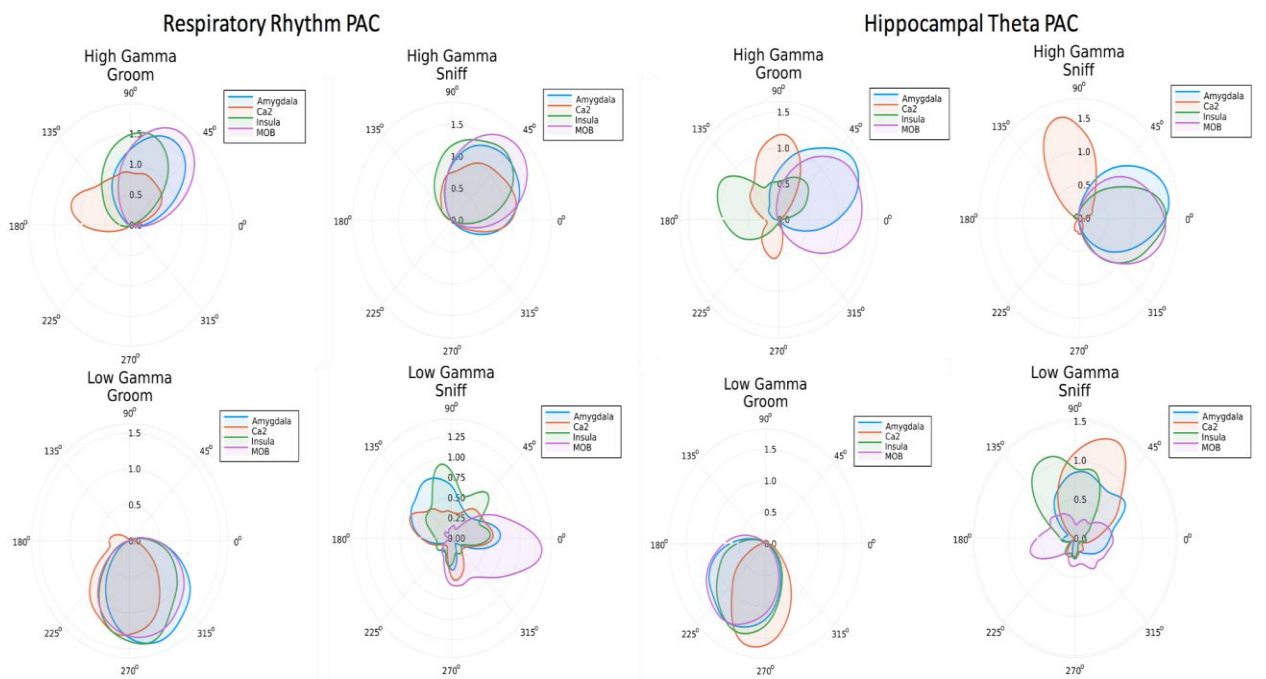 Respiratory Rhythm PAC
Hippocampal Theta PAC
High Gamma
Groom
90°
135°
45°
180°
0°
225°
315°
270°
1.5
1.0
0.5
0.0
Amygdala
Ca2
Insula
MOB
High Gamma
Sniff
90°
135°
45°
180°
0°
225°
315°
270°
1.5
1.0
0.5
0.0
Amygdala
Ca2
Insula
MOB
High Gamma
Groom
90°
135°
45°
180°
0°
225°
315°
270°
1.5
1.0
0.5
0.0
Amygdala
Ca2
Insula
MOB
High Gamma
Sniff
90°
135°
45°
180°
0°
225°
315°
270°
1.5
1.0
0.5
0.0
Amygdala
Ca2
Insula
MOB
Low Gamma
Groom
90°
135°
45°
180°
0°
225°
315°
270°
1.5
1.0
0.5
0.0
Amygdala
Ca2
Insula
MOB
Low Gamma
Sniff
90°
135°
45°
180°
0°
225°
315°
270°
1.25
1.00
0.75
0.50
0.25
0.00
Amygdala
Ca2
Insula
MOB
Low Gamma
Groom
90°
135°
45°
180°
0°
225°
315°
270°
1.5
1.0
0.5
0.0
Amygdala
Ca2
Insula
MOB
Low Gamma
Sniff
90°
135°
45°
180°
0°
225°
315°
270°
1.5
1.0
0.5
0.0
Amygdala
Ca2
Insula
MOB